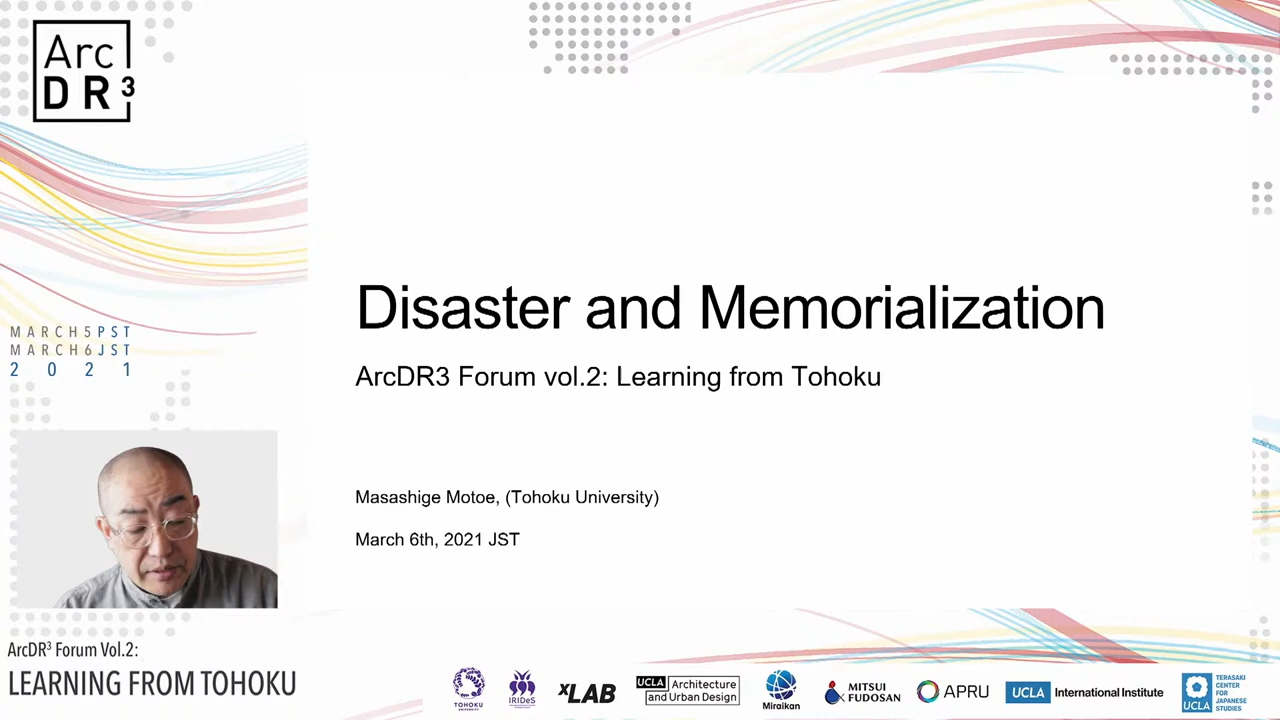 Arc
DR³
MARCH5PST
MARCH6JST
2021
Disaster and Memorialization
ArcDR3 Forum vol.2: Learning from Tohoku
Masashige Motoe, (Tohoku University)
March 6th, 2021 JST
ArcDR³ Forum Vol.2:
LEARNING FROM TOHOKU
TOHOKU
UNIVERSITY
IRIDeS
xLAB
UCLA Architecture
and Urban Design
Miraikan
MITSUI
FUDOSAN
APRU
UCLA International Institute
UCLA
TERASAKI
CENTER
FOR
JAPANESE
STUDIES